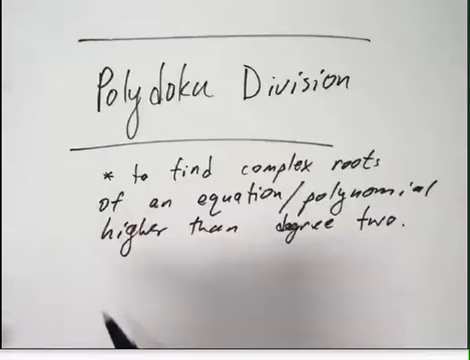 Polydoku Division
* to find complex roots
of an equation/polynomial
higher than degree two.